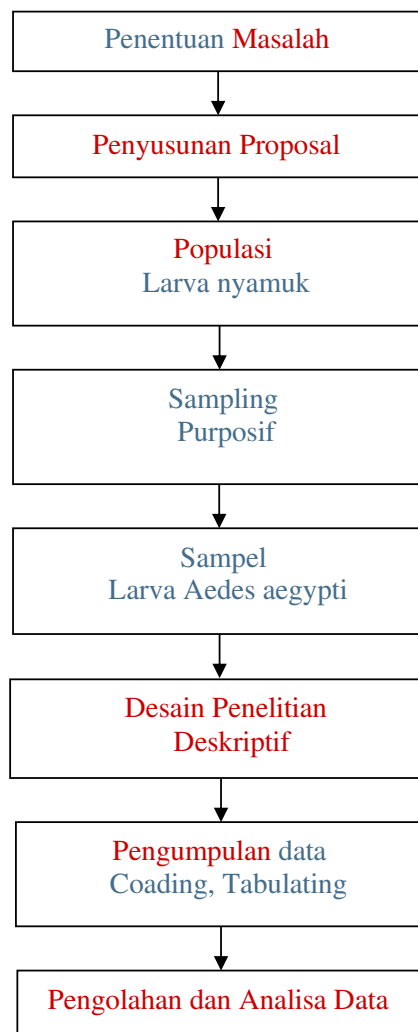 Penentuan Masalah
Penyusunan Proposal
Populasi
Larva nyamuk
Sampling
Purposif
Sampel
Larva Aedes aegypti
Desain Penelitian
Deskriptif
Pengumpulan data
Coading, Tabulating
Pengolahan dan Analisa Data